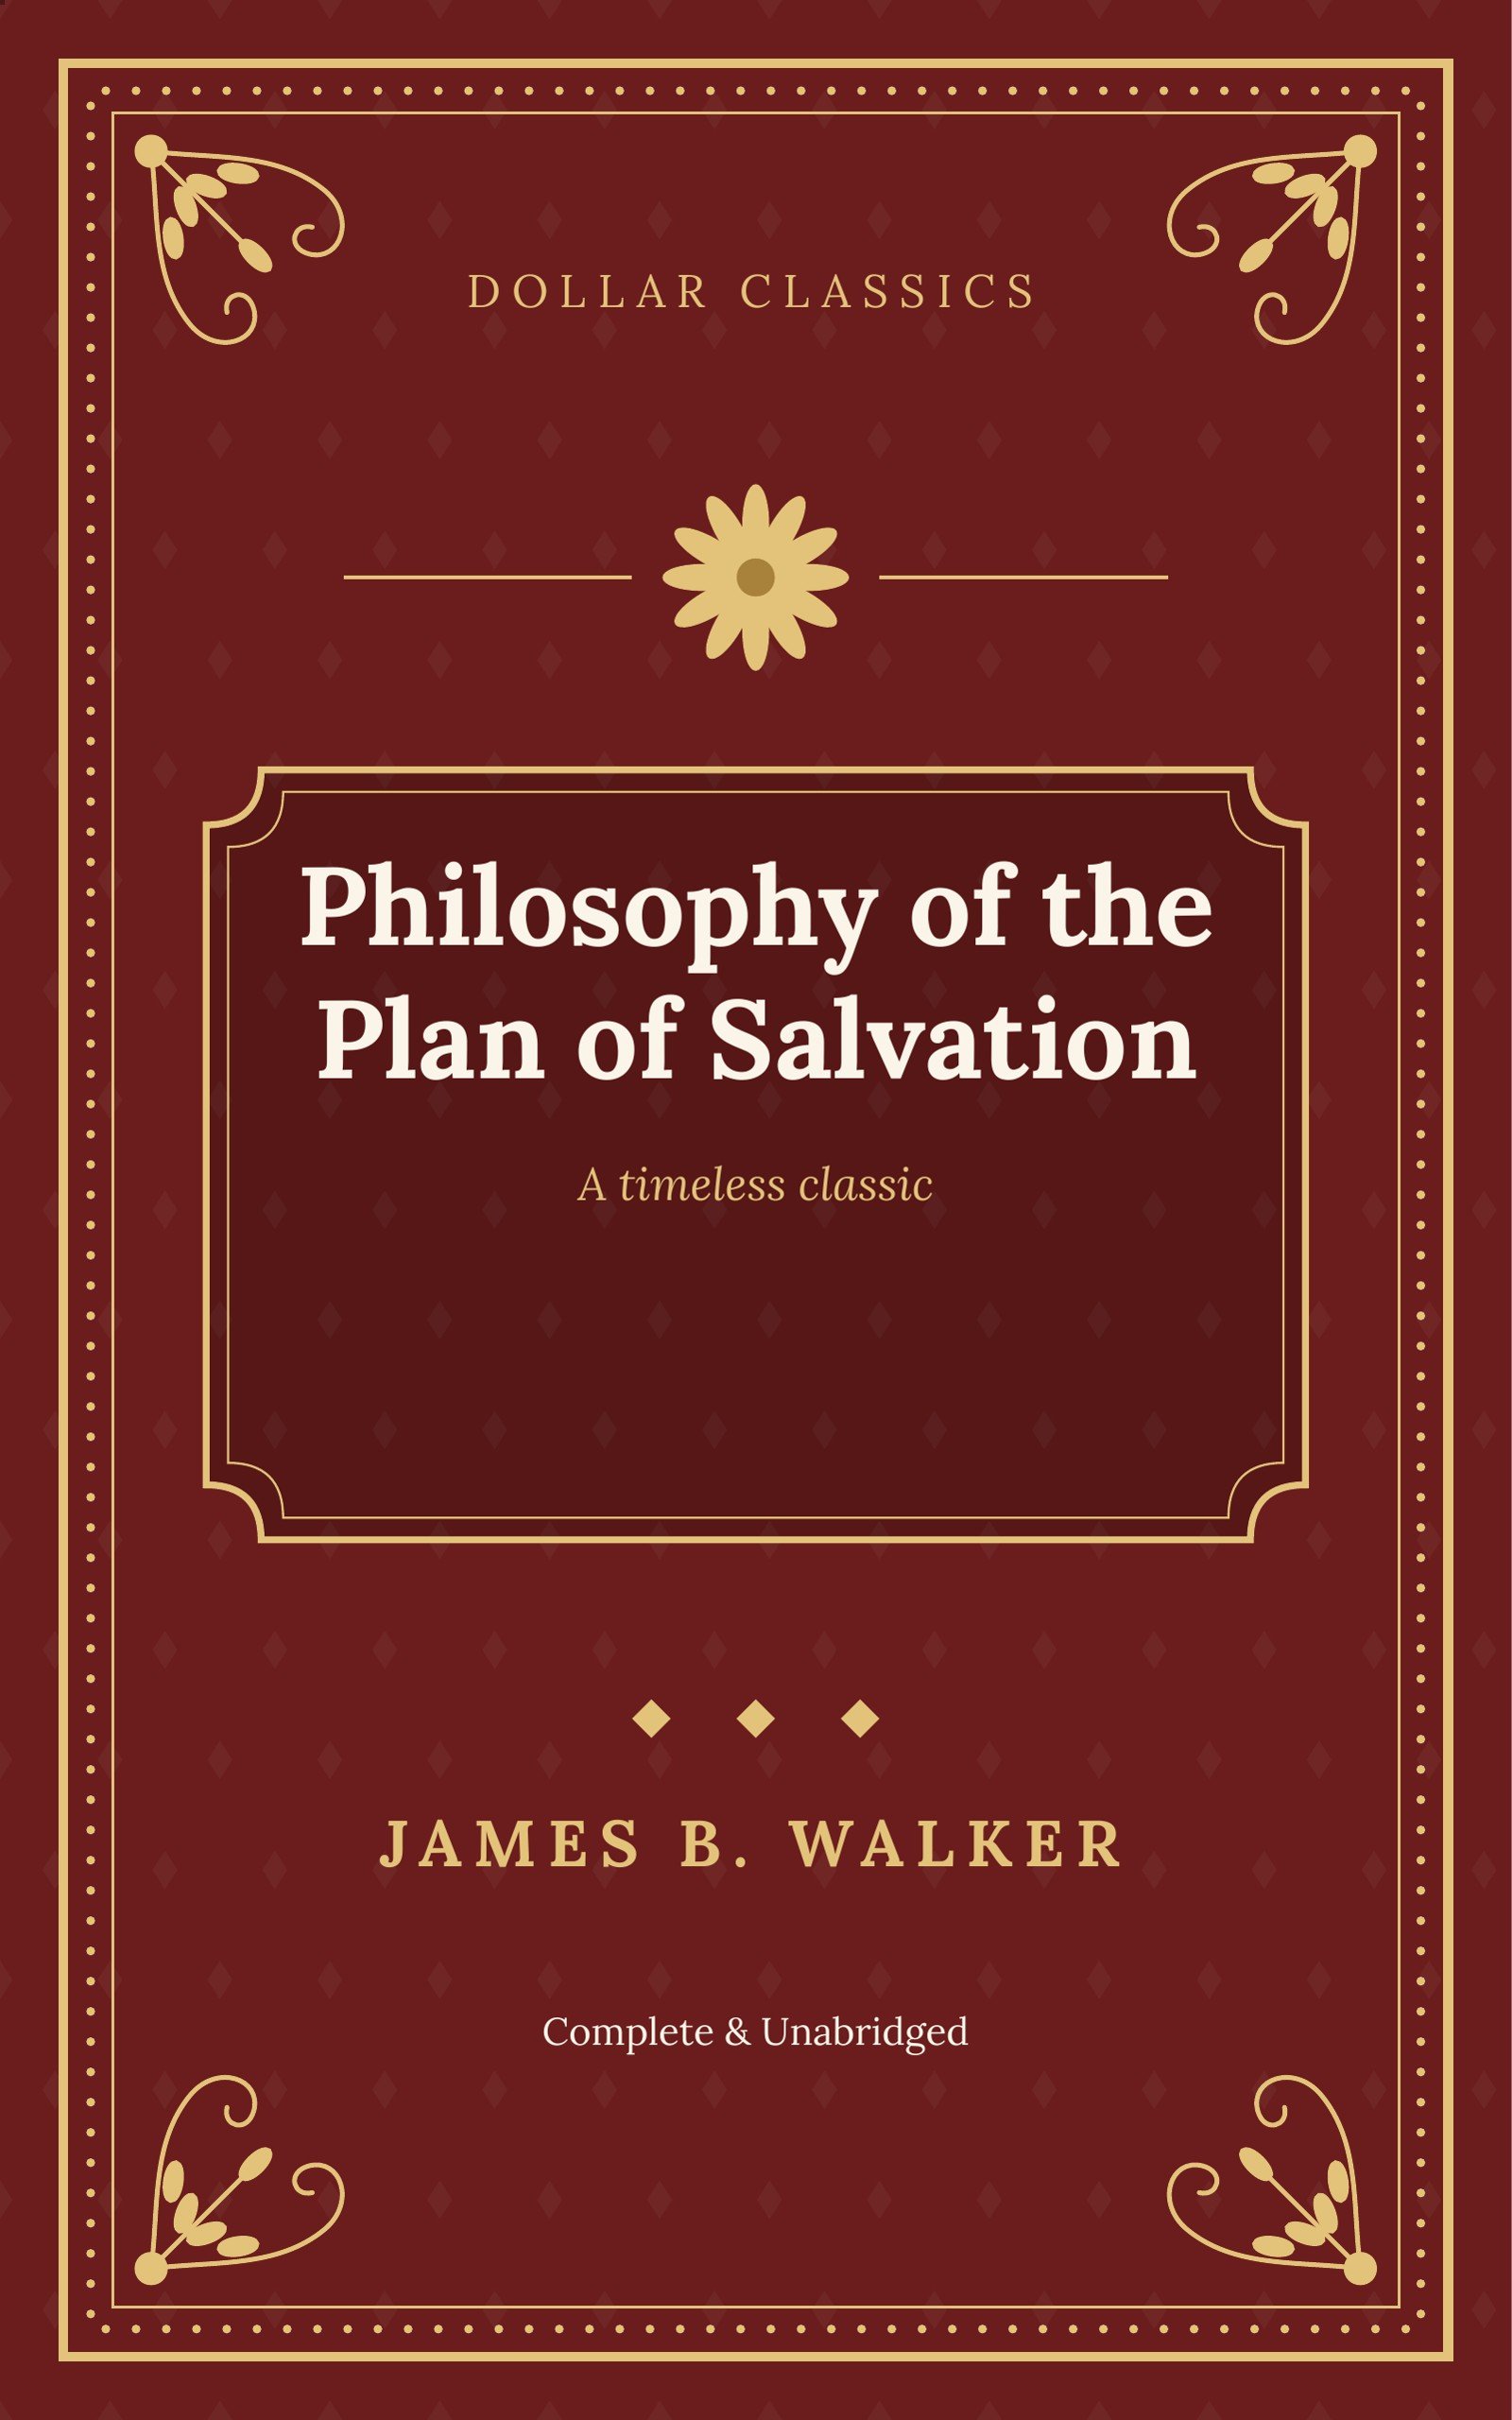 DOLLAR CLASSICS
Philosophy of the
Plan of Salvation
A timeless classic
JAMES B. WALKER
Complete & Unabridged